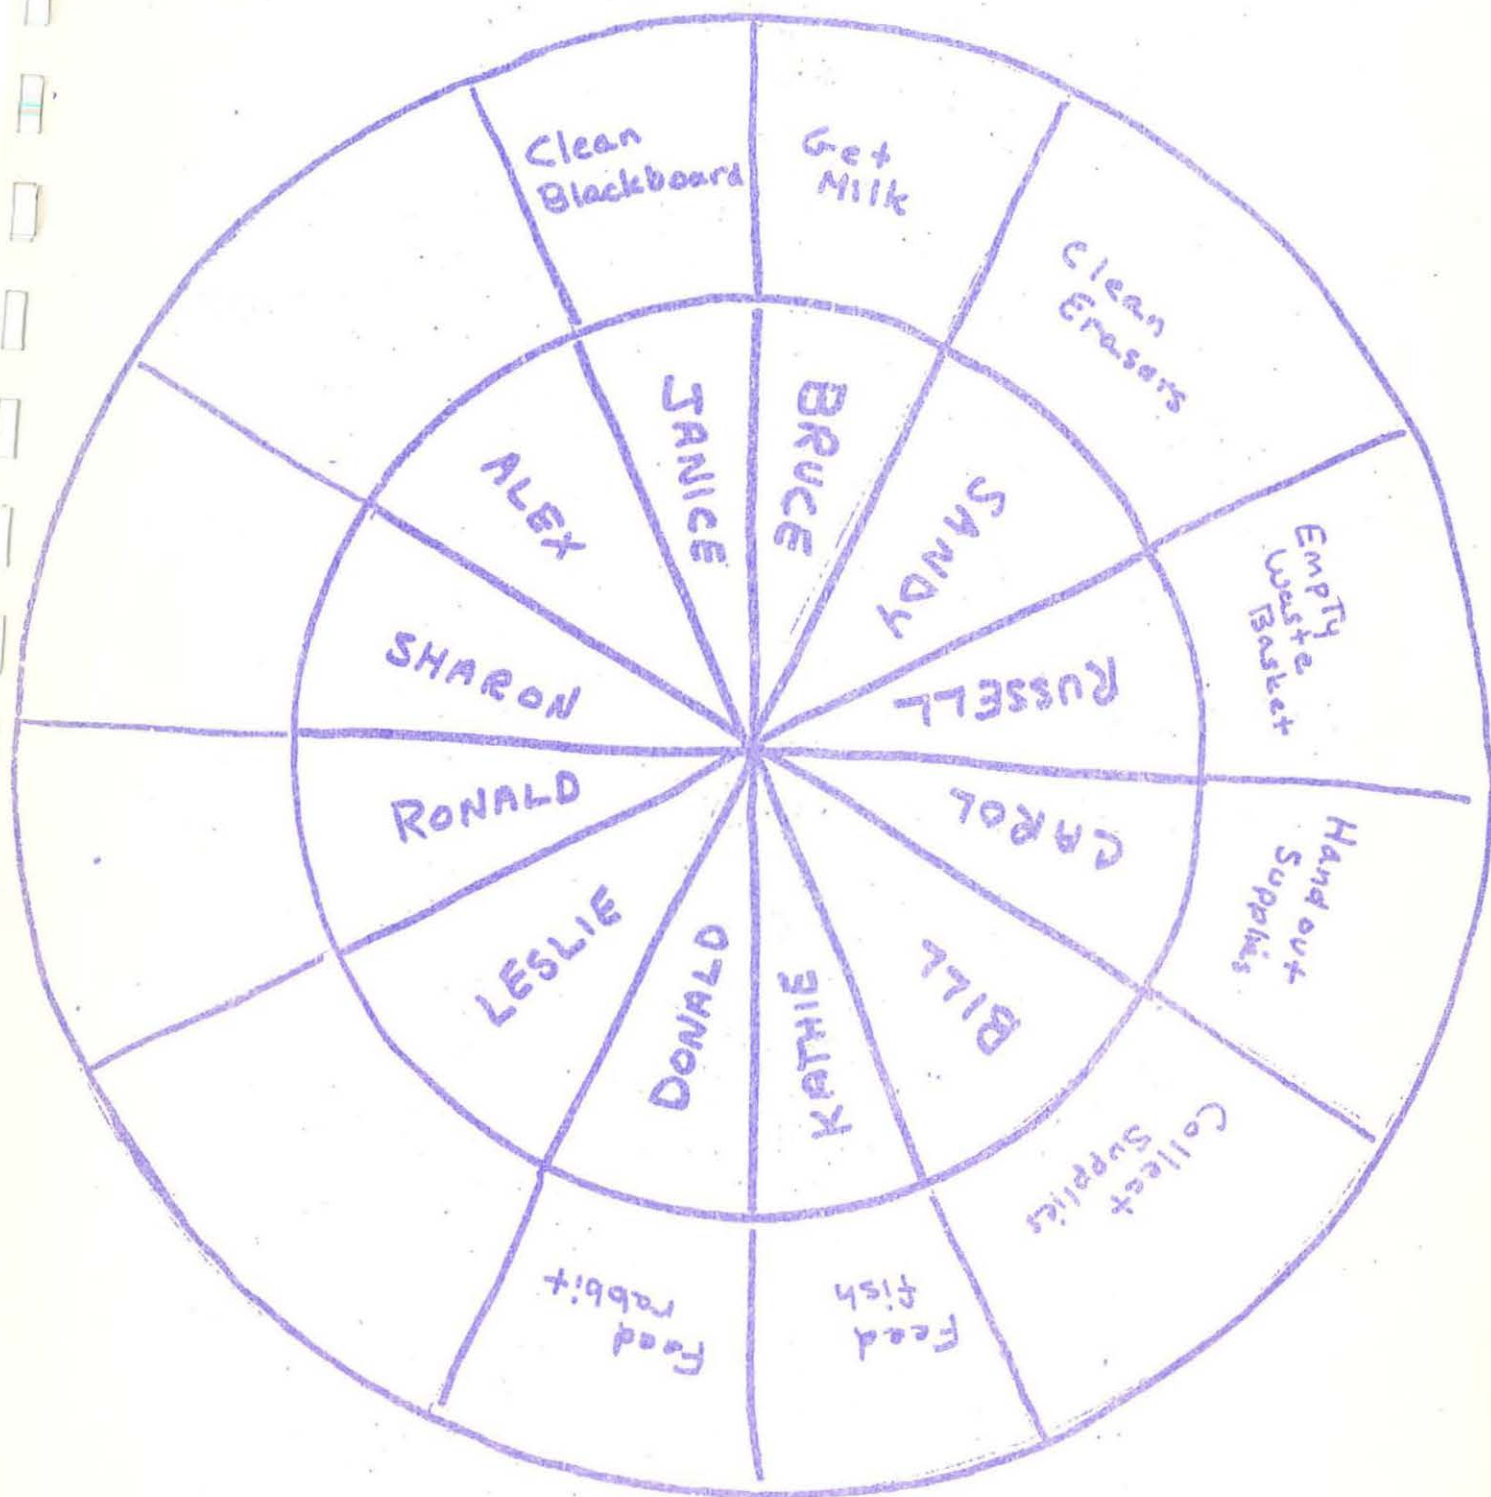 Clean
Blackboard
Get
Milk
Clean
Erasers
Empty
Waste
Basket
Hand out
Supplies
Collect
Supplies
Feed
fish
Feed
rabbit
JANICE
BRUCE
SANDY
RUSSELL
CAROL
BILL
KATHIE
DONALD
LESLIE
RONALD
SHARON
ALEX